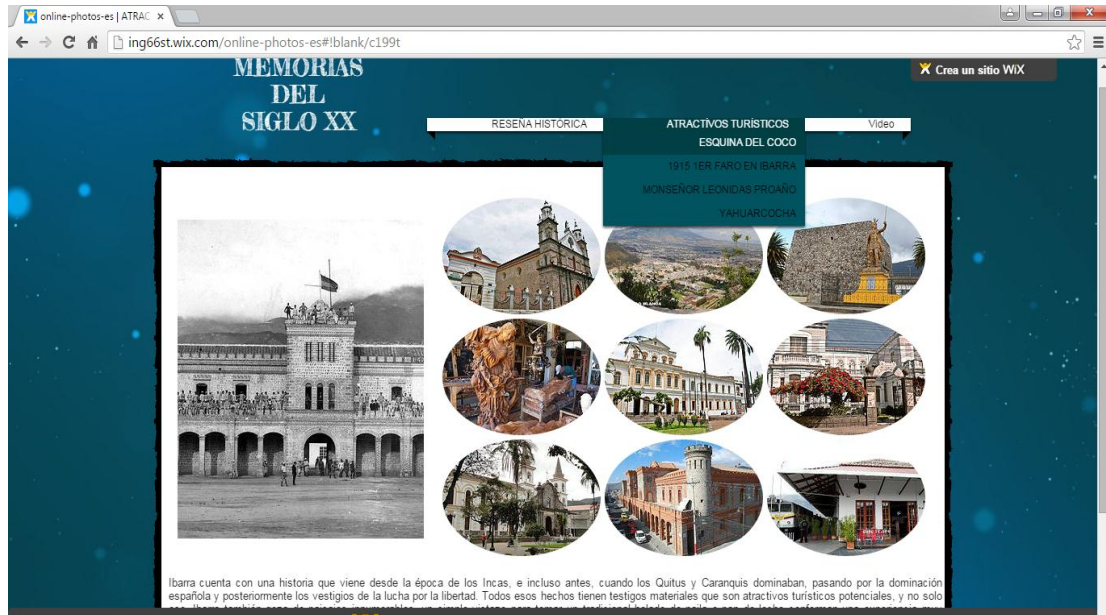 online-photos-es | ATRAC
ing66st.wix.com/online-photos-es#!blank/c199t
Crea un sitio WiX
MEMORIAS
DEL
SIGLO XX
RESEÑA HISTÓRICA
ATRACTÍVOS TURÍSTICOS
Video
ESQUINA DEL COCO
1915 1ER FARO EN IBARRA
MONSEÑOR LEONIDAS PROAÑO
YAHUARCOCHA
Ibarra cuenta con una historia que viene desde la época de los Incas, e incluso antes, cuando los Quitus y Caranquis dominaban, pasando por la dominación
española y posteriormente los vestigios de la lucha por la libertad. Todos esos hechos tienen testigos materiales que son atractivos turísticos potenciales, y no solo